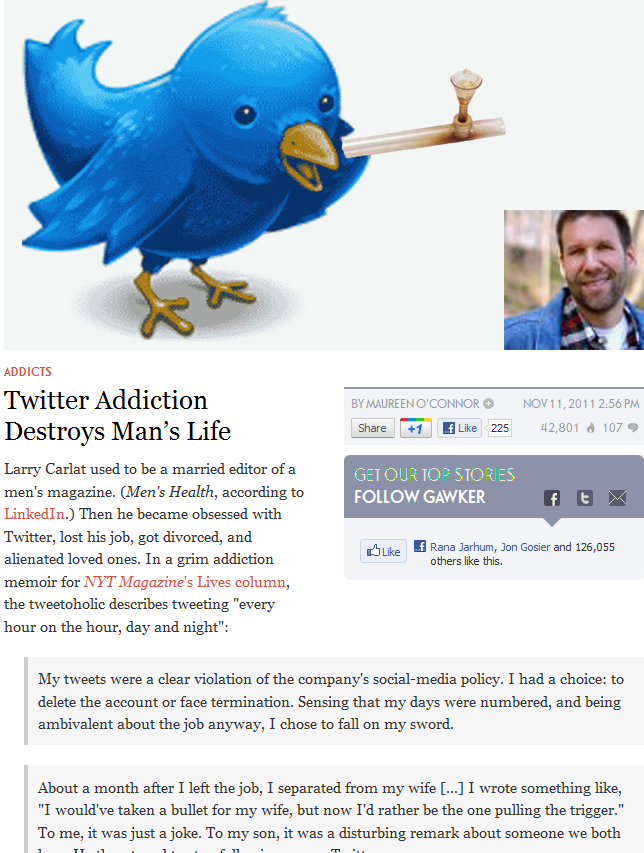 ADDICTS
Twitter Addiction
Destroys Man's Life
BY MAUREEN O'CONNOR
NOV 11, 2011 2:56 PM
Share
+1
Like
225
42,801
107
GET OUR TOP STORIES
FOLLOW GAWKER
Like
Rana Jarhum, Jon Gosier and 126,055
others like this.
Larry Carlat used to be a married editor of a
men's magazine. (Men's Health, according to
LinkedIn.) Then he became obsessed with
Twitter, lost his job, got divorced, and
alienated loved ones. In a grim addiction
memoir for NYT Magazine's Lives column,
the tweetoholic describes tweeting "every
hour on the hour, day and night":
My tweets were a clear violation of the company's social-media policy. I had a choice: to
delete the account or face termination. Sensing that my days were numbered, and being
ambivalent about the job anyway, I chose to fall on my sword.
About a month after I left the job, I separated from my wife [...] I wrote something like,
"I would've taken a bullet for my wife, but now I'd rather be the one pulling the trigger."
To me, it was just a joke. To my son, it was a disturbing remark about someone we both